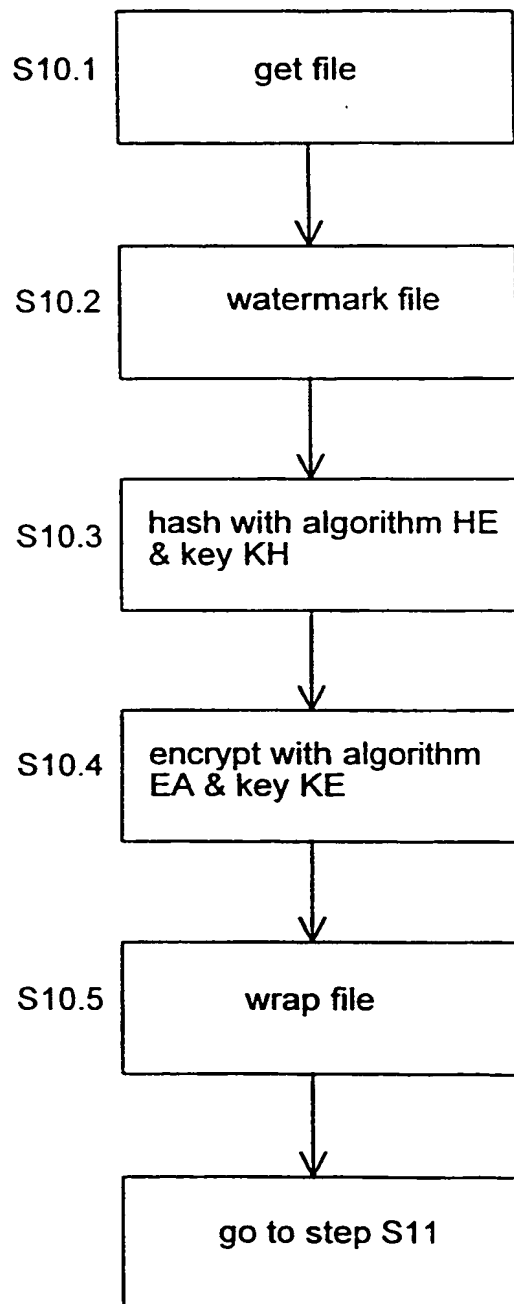 S10.1
get file
S10.2
watermark file
S10.3
hash with algorithm HE
& key KH
S10.4
encrypt with algorithm
EA & key KE
S10.5
wrap file
go to step S11